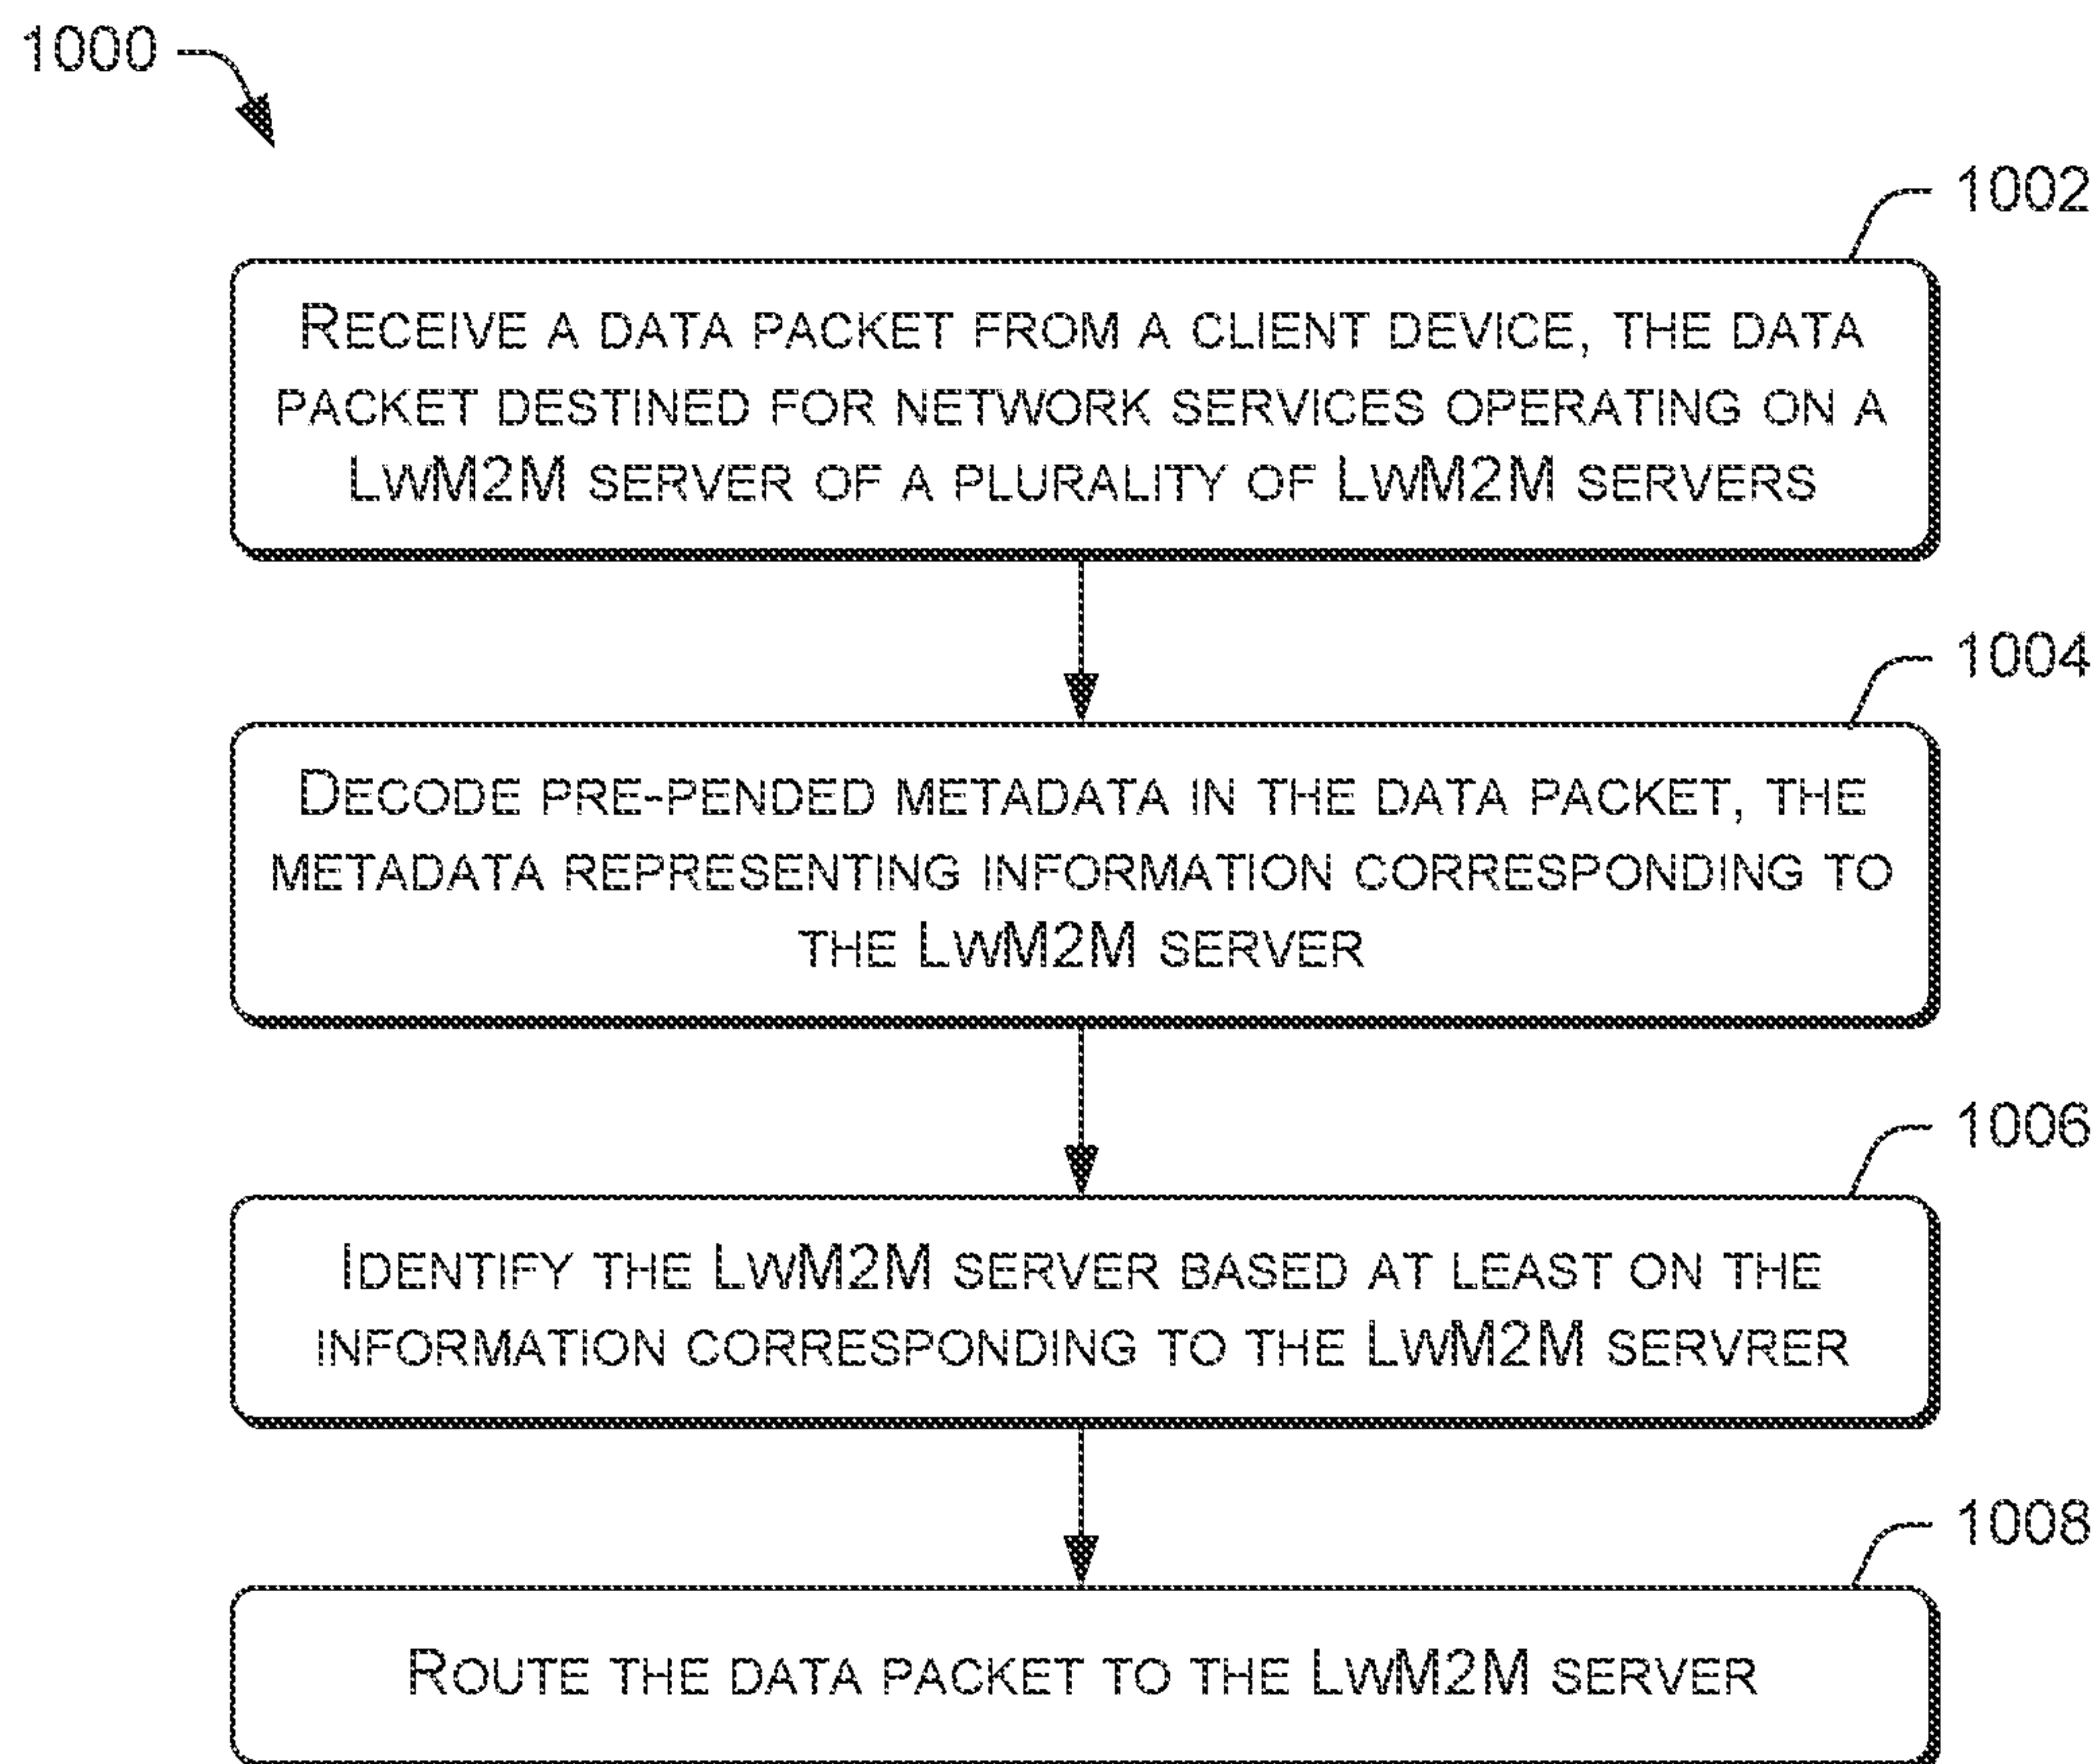 1000
1002
Receive a data packet from a client device, the data
packet destined for network services operating on a
LwM2M server of a plurality of LwM2M servers
1004
Decode pre-pended metadata in the data packet, the
metadata representing information corresponding to
the LwM2M server
1006
Identify the LwM2M server based at least on the
information corresponding to the LwM2M servrer
1008
Route the data packet to the LwM2M server